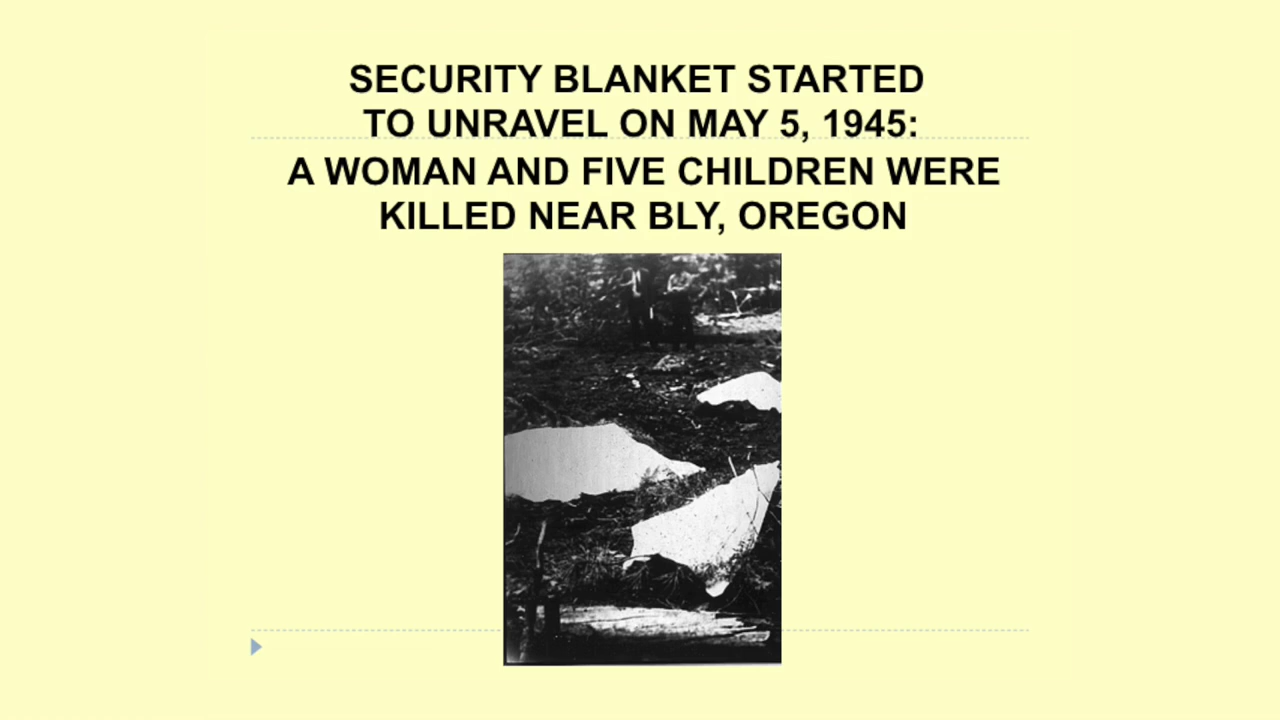 SECURITY BLANKET STARTED
TO UNRAVEL ON MAY 5, 1945:
A WOMAN AND FIVE CHILDREN WERE
KILLED NEAR BLY, OREGON